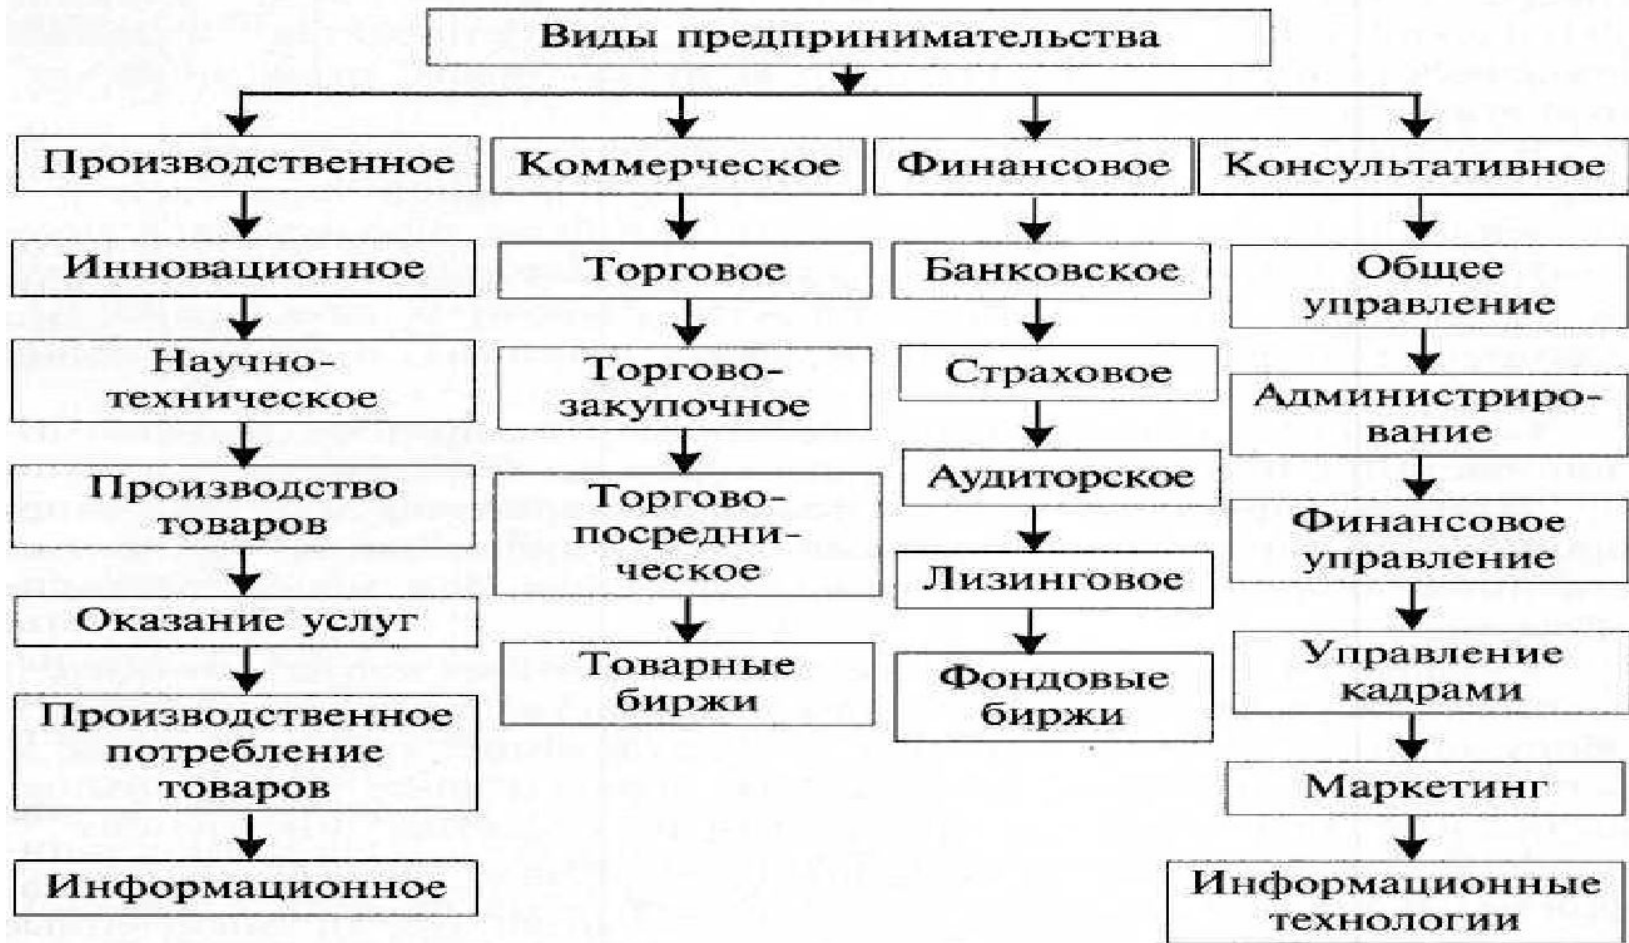 Виды предпринимательства
Производственное
Коммерческое
Финансовое
Консультативное
Инновационное
Торговое
Банковское
Общее
управление
Научно-
техническое
Торгово-
закупочное
Страховое
Администриро-
вание
Производство
товаров
Торгово-
посредни-
ческое
Аудиторское
Финансовое
управление
Оказание услуг
Товарные
биржи
Лизинговое
Управление
кадрами
Производственное
потребление
товаров
Фондовые
биржи
Маркетинг
Информационное
Информационные
технологии